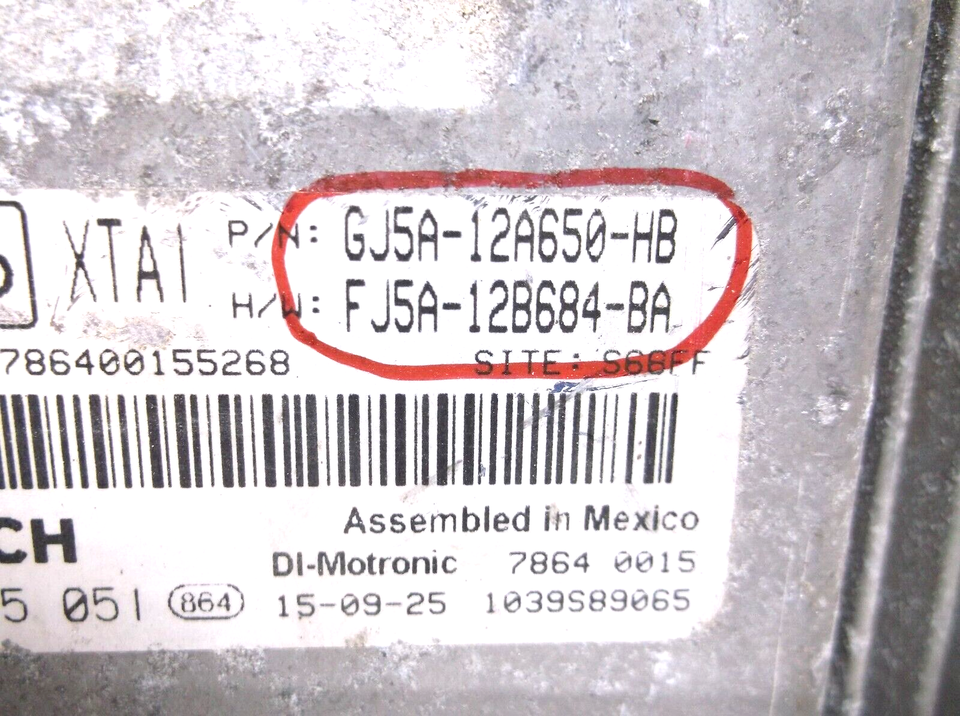 XTA1 P/N: GJ5A-12A650-HB
H/W: FJ5A-12B684-BA
786400155268 SITE: S66FF
Assembled in Mexico
CH
DI-Motronic 7864 0015
5 051 864 15-09-25 1039S89065